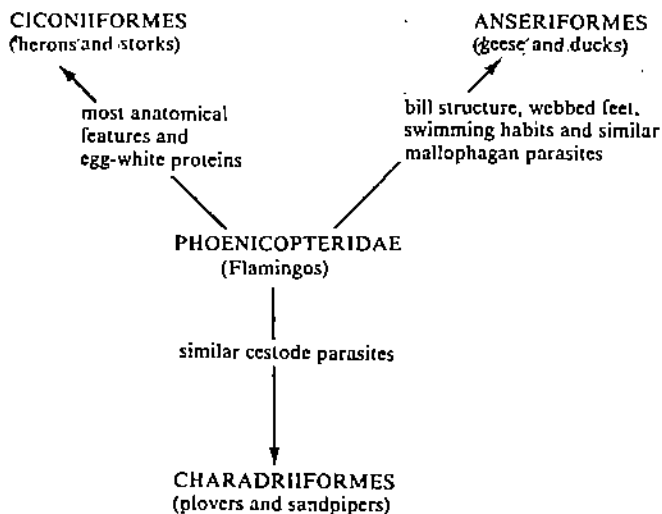 CICONIIFORMES
(herons and storks)
ANSERIFORMES
(geese and ducks)
most anatomical
features and
egg-white proteins
bill structure, webbed feet,
swimming habits and similar
mallophagan parasites
PHOENICOPTERIDAE
(Flamingos)
similar cestode parasites
CHARADRIIFORMES
(plovers and sandpipers)